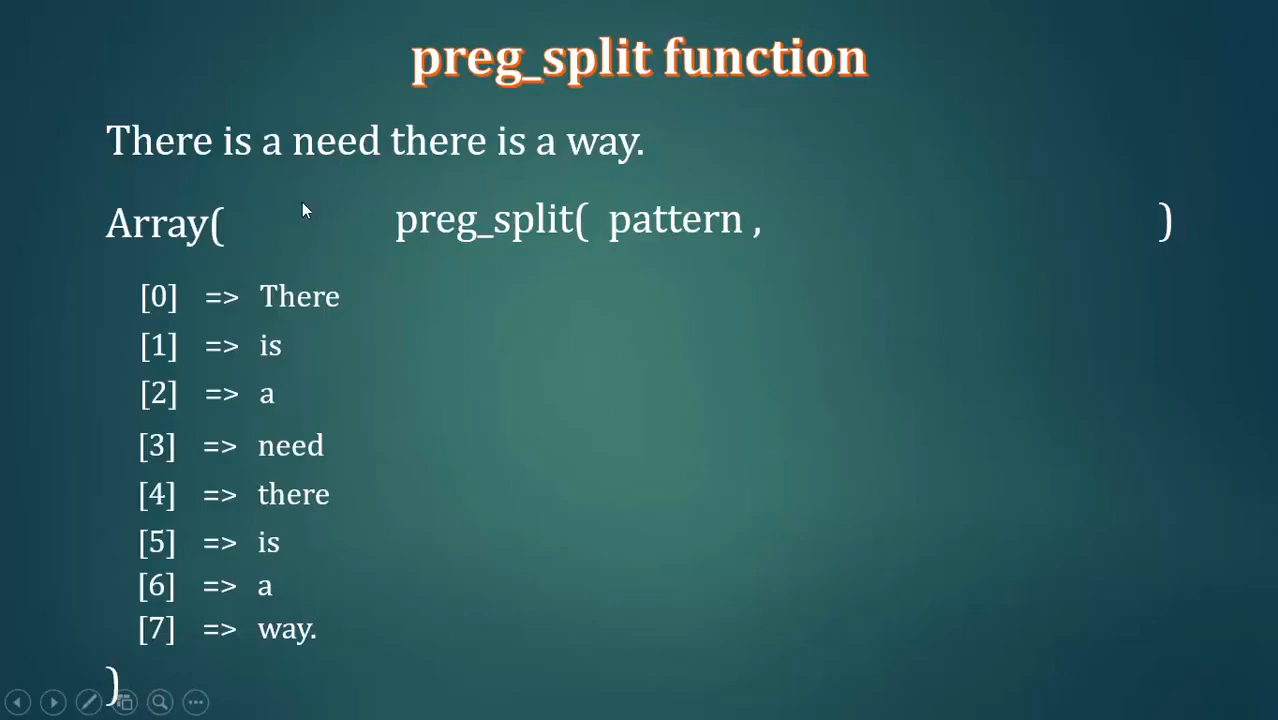 preg_split function
There is a need there is a way.
Array( preg_split( pattern , )
[0] => There
[1] => is
[2] => a
[3] => need
[4] => there
[5] => is
[6] => a
[7] => way.
)